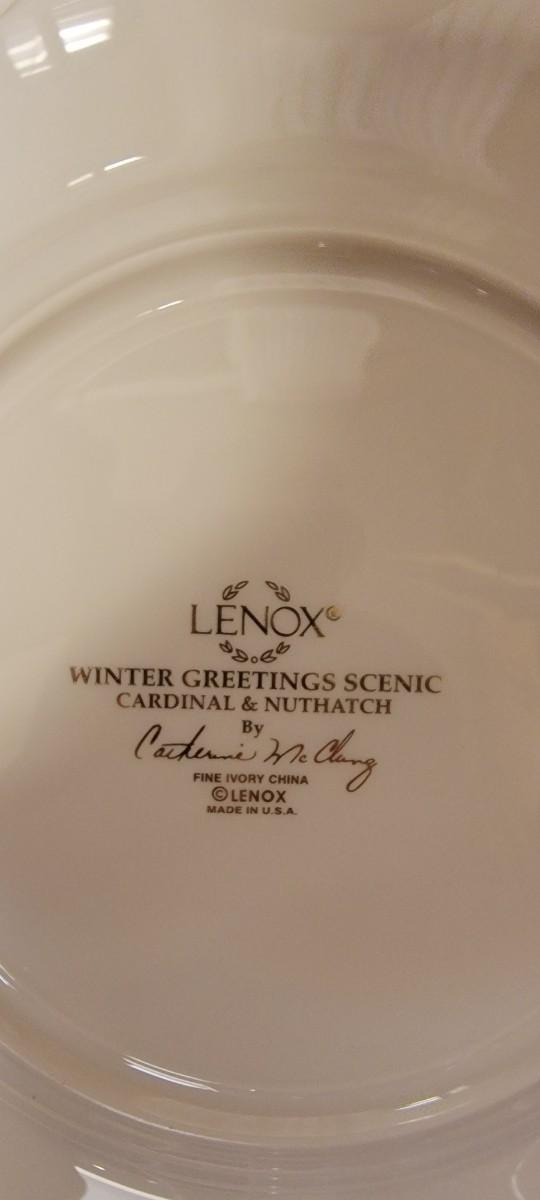 LENOX®
WINTER GREETINGS SCENIC
CARDINAL & NUTHATCH
By
Catherine McClung
FINE IVORY CHINA
©LENOX
MADE IN U.S.A.